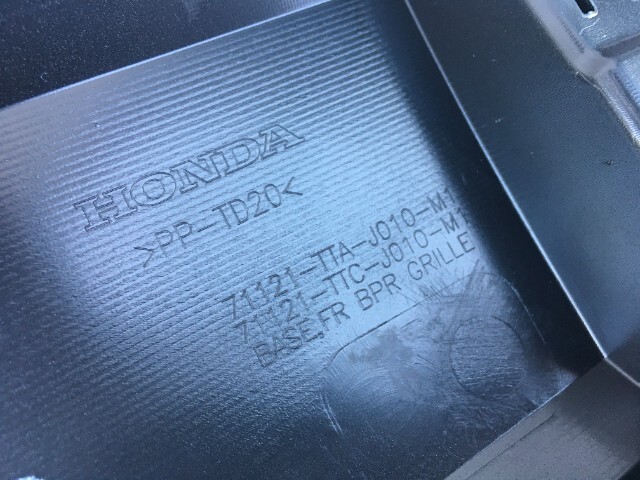 HONDA
>PP-TD20<
71121-TTA-J010-M1
71121-TTC-J010-M1
BASE,FR BPR GRILLE